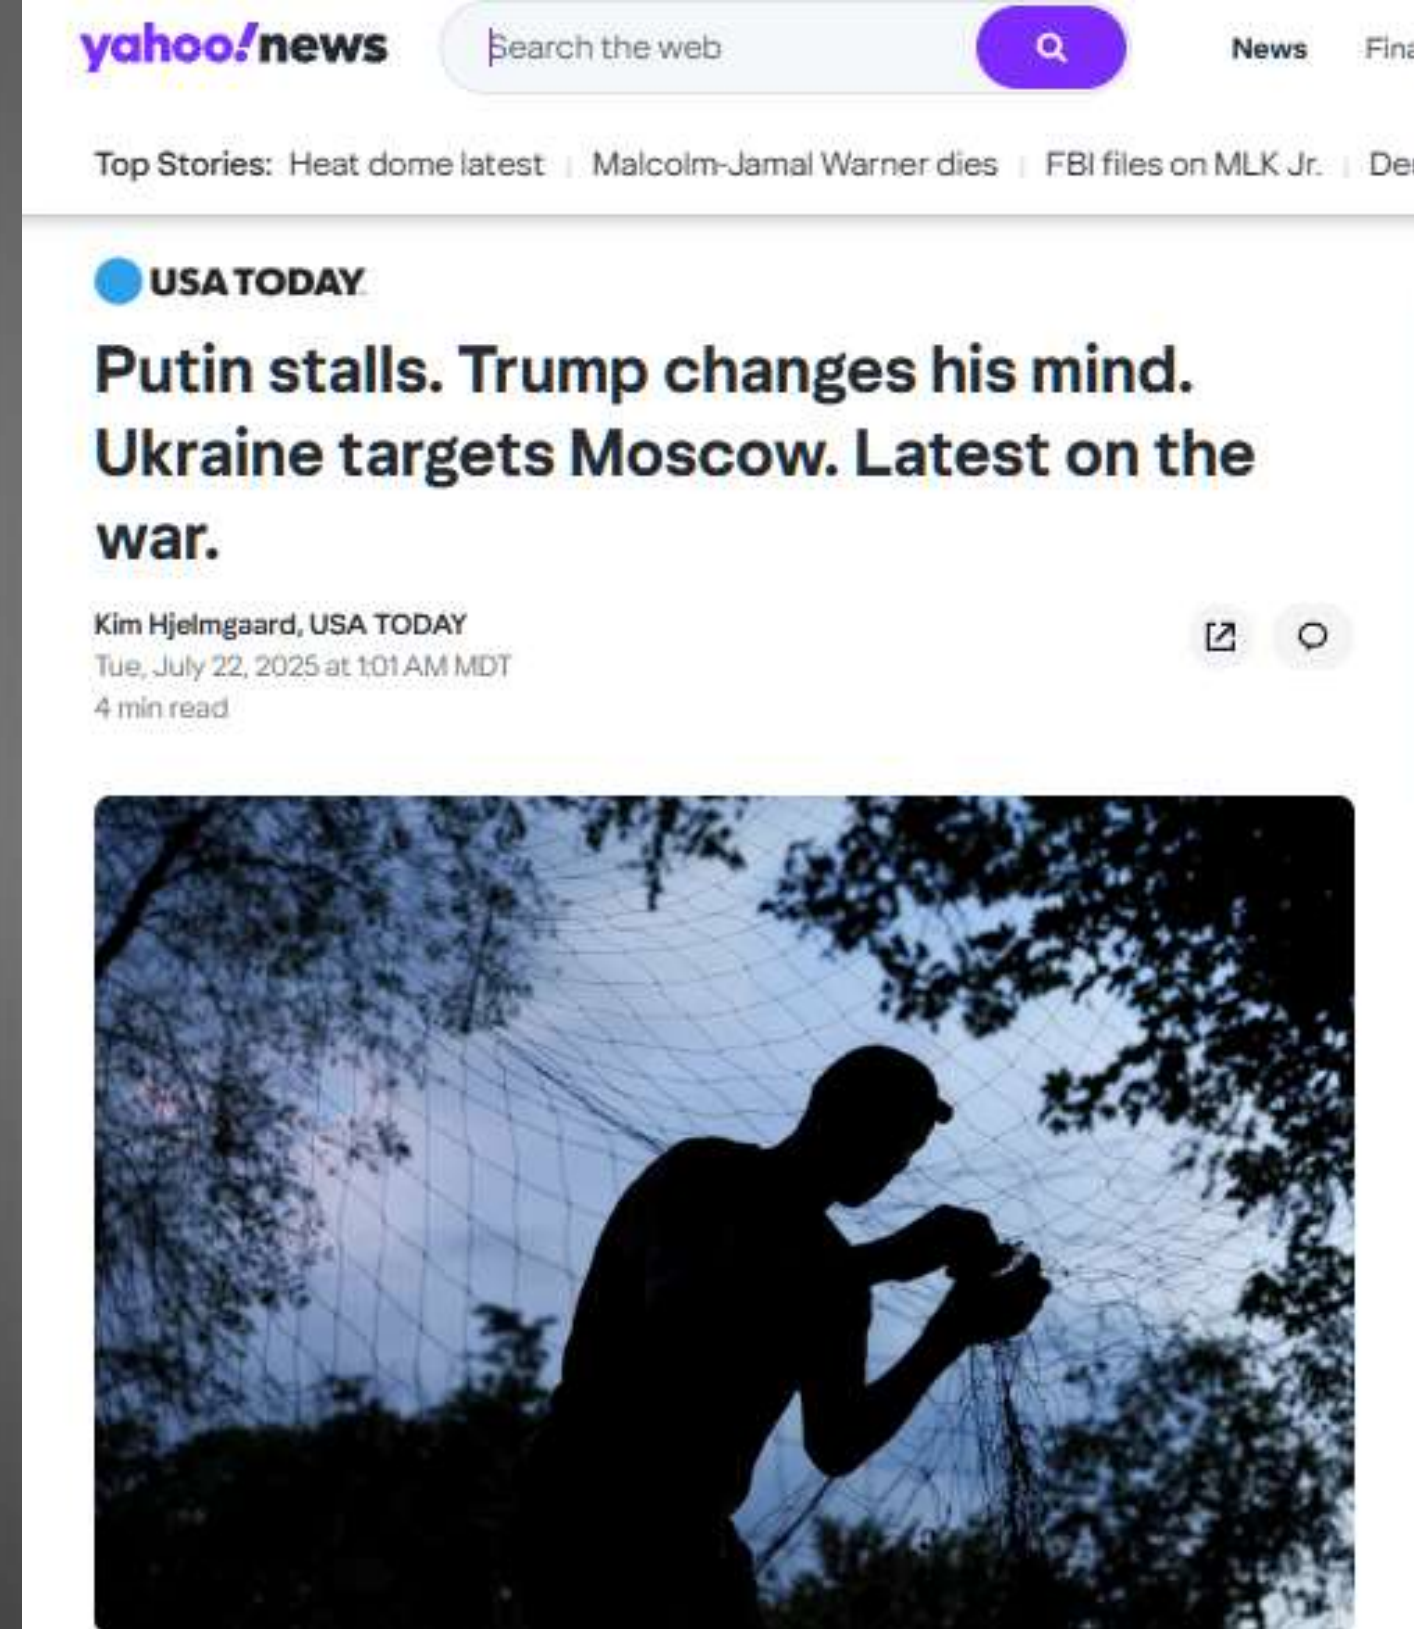 yahoo!news
Search the web
News
Top Stories: Heat dome latest | Malcolm-Jamal Warner dies | FBI files on MLK Jr. |
USA TODAY
Putin stalls. Trump changes his mind.
Ukraine targets Moscow. Latest on the
war.
Kim Hjelmgaard, USA TODAY
Tue, July 22, 2025 at 1:01 AM MDT
4 min read